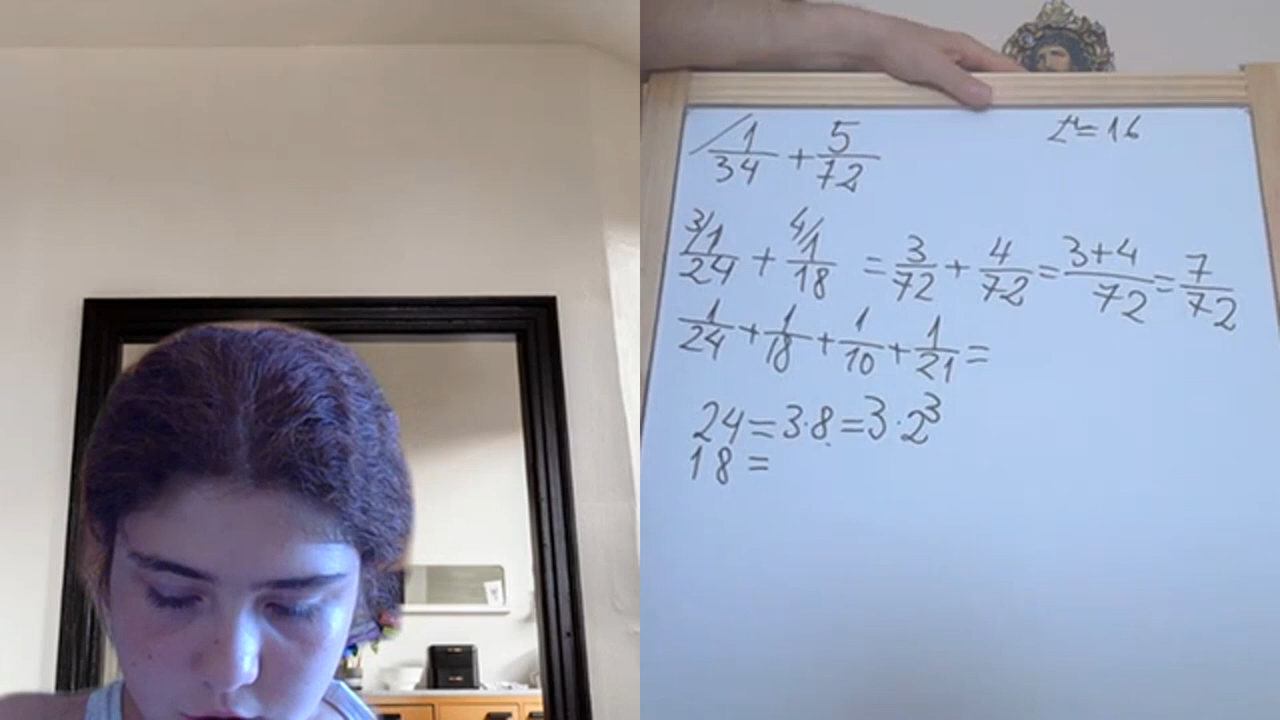 1/34 + 5/72
2⁴=16
3/ 1/24 + 4/ 1/18 = 3/72 + 4/72 = 3+4/72 = 7/72
1/24 + 1/18 + 1/10 + 1/21 =
24=3·8=3·2³
18=